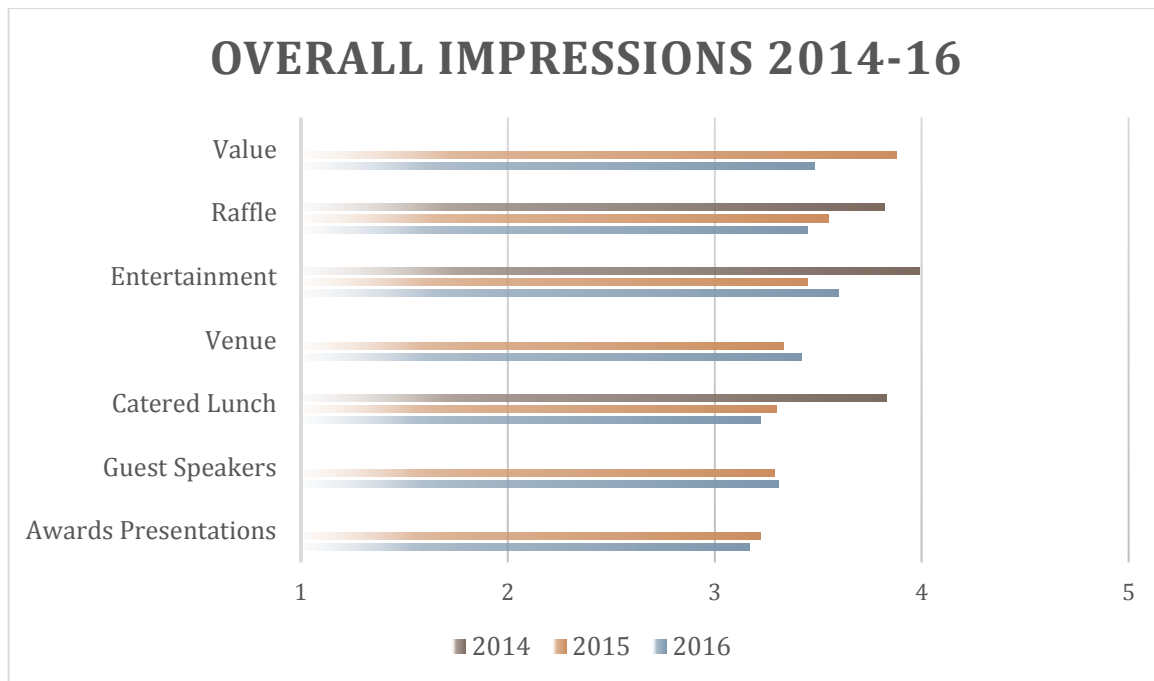 OVERALL IMPRESSIONS 2014-16
Value
Raffle
Entertainment
Venue
Catered Lunch
Guest Speakers
Awards Presentations
1 2 3 4 5
2014 2015 2016